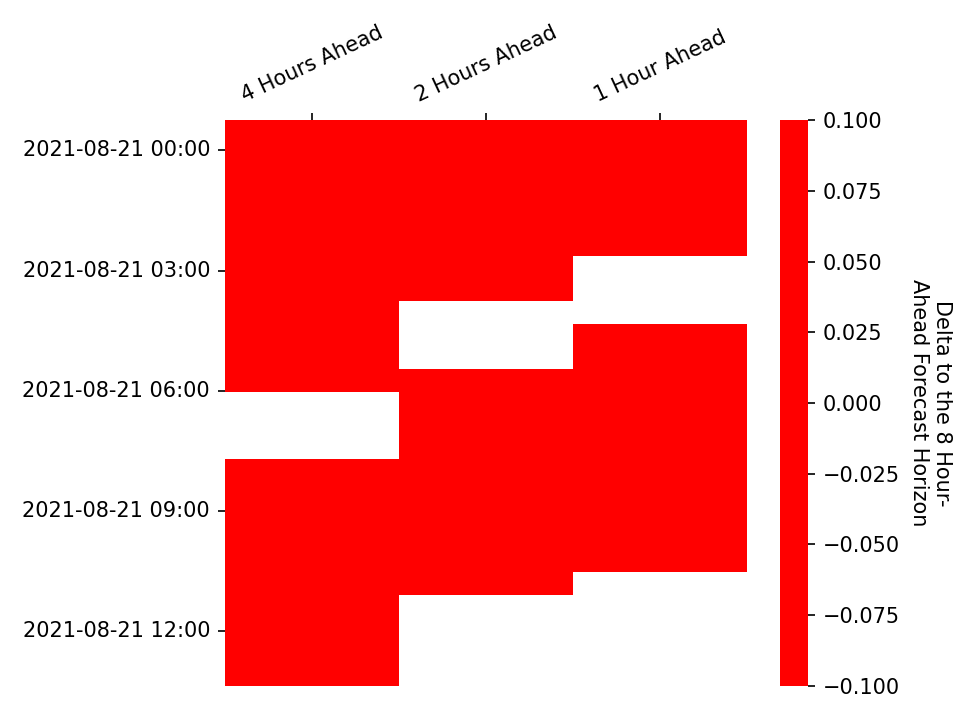 4 Hours Ahead
2 Hours Ahead
1 Hour Ahead
2021-08-21 00:00
2021-08-21 03:00
2021-08-21 06:00
2021-08-21 09:00
2021-08-21 12:00
0.100
0.075
0.050
0.025
0.000
−0.025
−0.050
−0.075
−0.100
Delta to the 8 Hour-
Ahead Forecast Horizon